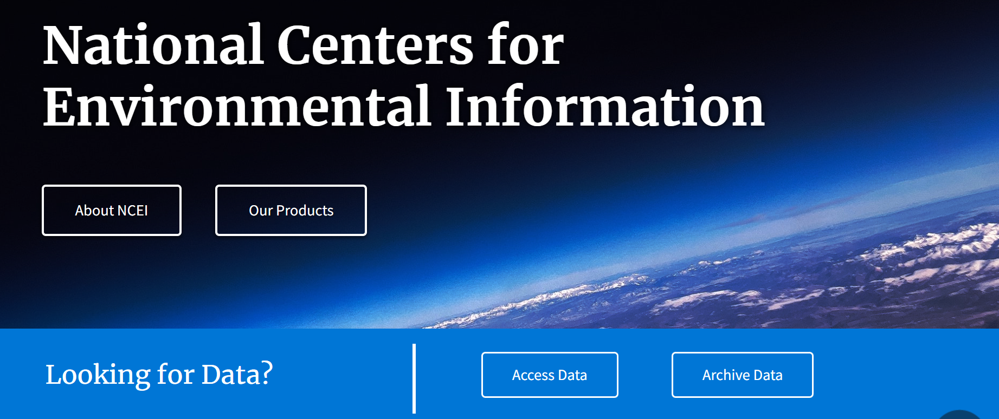 National Centers for
Environmental Information
About NCEI
Our Products
Looking for Data?
Access Data
Archive Data